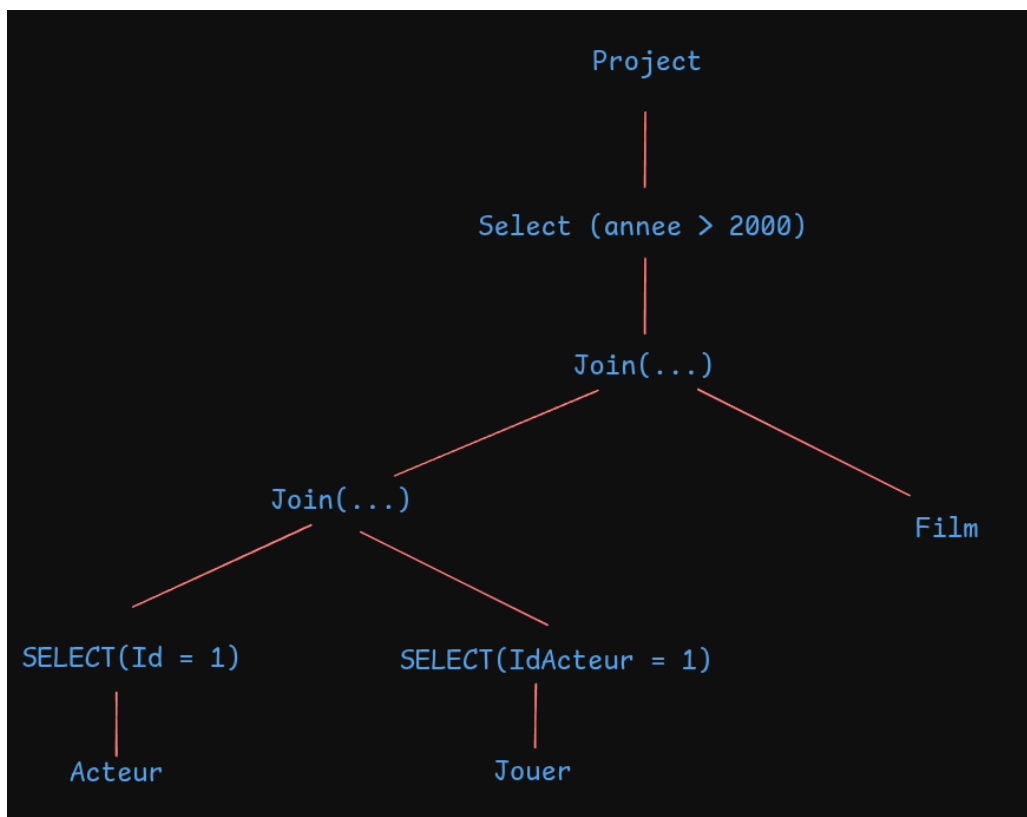 Project
Select (annee > 2000)
Join(...)
Join(...)
Film
SELECT(Id = 1)
SELECT(IdActeur = 1)
Acteur
Jouer